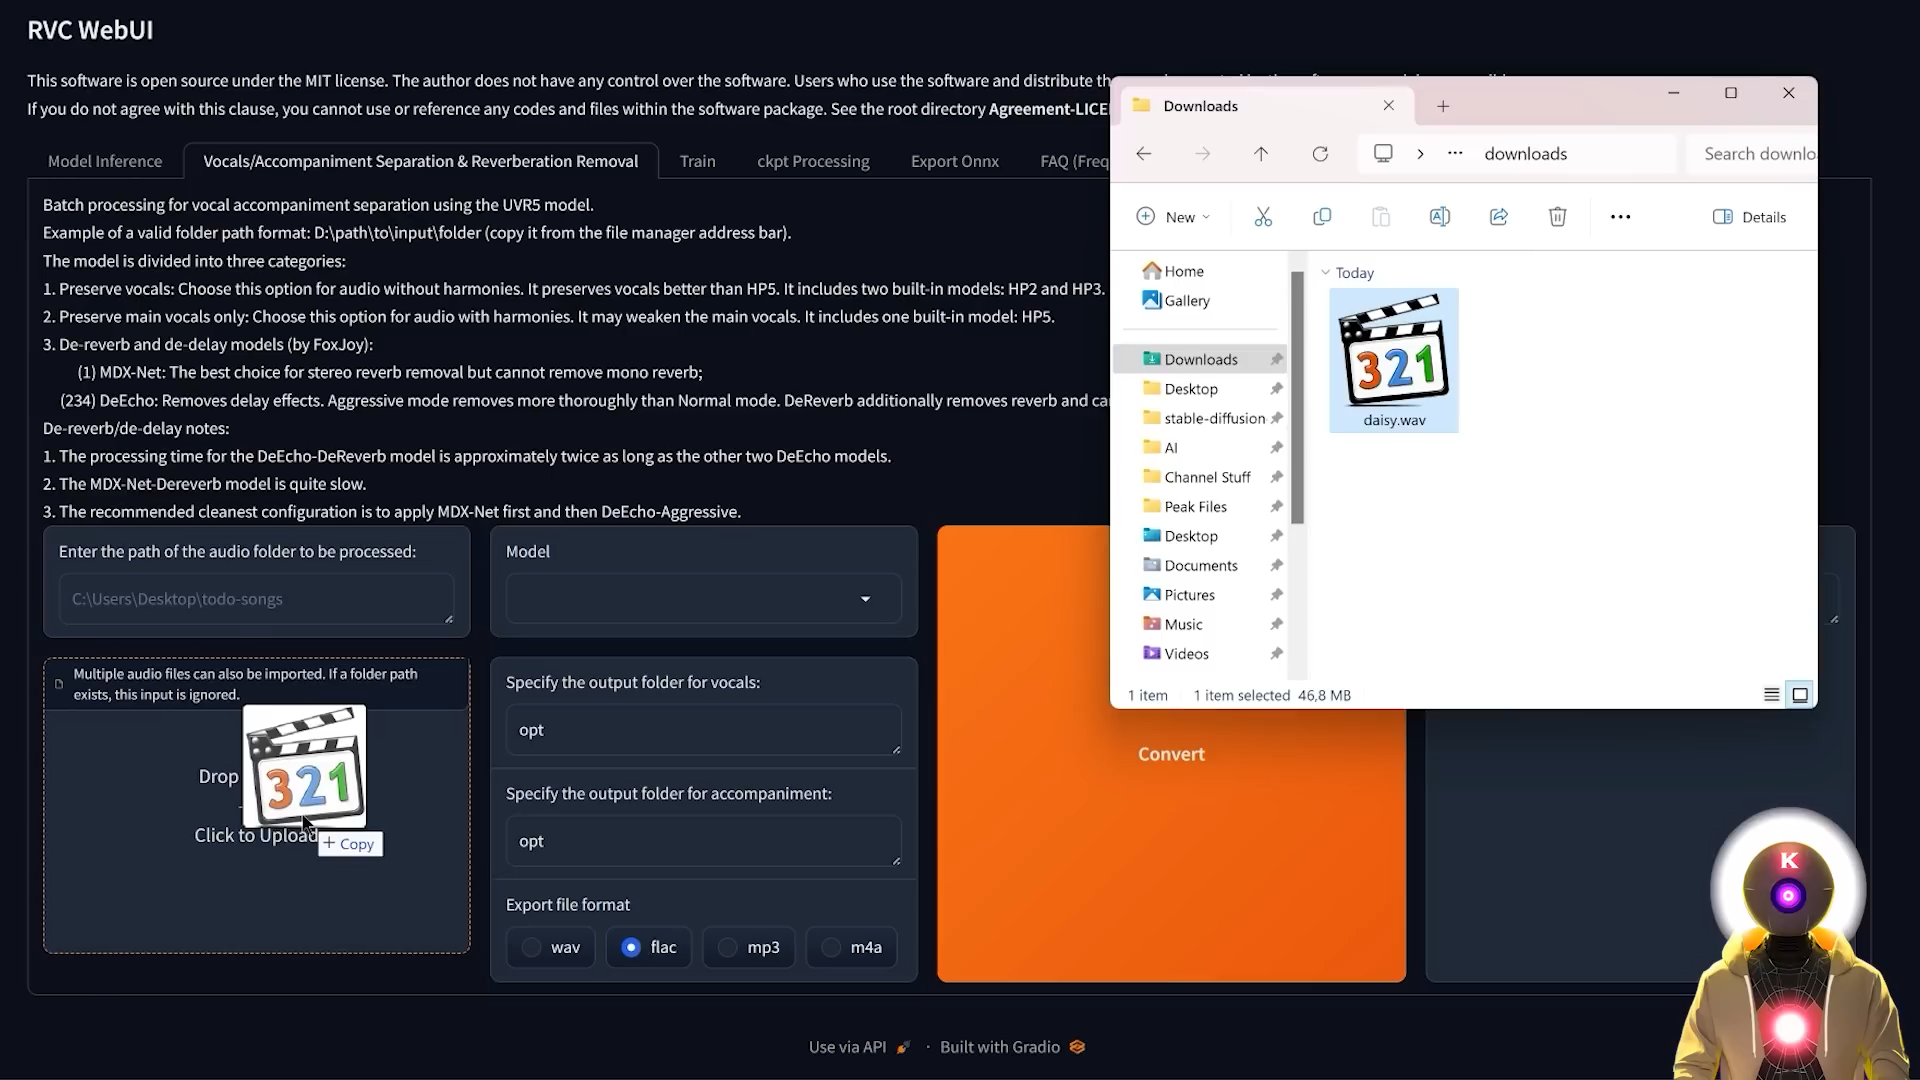 RVC WebUI
This software is open source under the MIT license. The author does not have any control over the software. Users who use the software and distribute
If you do not agree with this clause, you cannot use or reference any codes and files within the software package. See the root directory
Model Inference
Vocals/Accompaniment Separation & Reverberation Removal
Train
ckpt Processing
Export Onnx
FAQ
Batch processing for vocal accompaniment separation using the UVR5 model.
Example of a valid folder path format: D:\path\to\input\folder (copy it from the file manager address bar).
The model is divided into three categories:
1. Preserve vocals: Choose this option for audio without harmonies. It preserves vocals better than HP5. It includes two built-in models: HP2 and HP3.
2. Preserve main vocals only: Choose this option for audio with harmonies. It may weaken the main vocals. It includes one built-in model: HP5.
3. De-reverb and de-delay models (by FoxJoy):
(1) MDX-Net: The best choice for stereo reverb removal but cannot remove mono reverb;
(234) DeEcho: Removes delay effects. Aggressive mode removes more thoroughly than Normal mode. DeReverb additionally removes reverb and
De-reverb/de-delay notes:
1. The processing time for the DeEcho-DeReverb model is approximately twice as long as the other two DeEcho models.
2. The MDX-Net-Dereverb model is quite slow.
3. The recommended cleanest configuration is to apply MDX-Net first and then DeEcho-Aggressive.
Enter the path of the audio folder to be processed:
C:\Users\Desktop\todo-songs
Multiple audio files can also be imported. If a folder path
exists, this input is ignored.
Drop
321
Click to Upload
+ Copy
Model
Specify the output folder for vocals:
opt
Specify the output folder for accompaniment:
opt
Export file format
wav
flac
mp3
m4a
Convert
Downloads
downloads
Search downlo
New
Details
Home
Gallery
Downloads
Desktop
stable-diffusion
AI
Channel Stuff
Peak Files
Desktop
Documents
Pictures
Music
Videos
Today
321
daisy.wav
1 item
1 item selected 46,8 MB
K
Use via API
· Built with Gradio